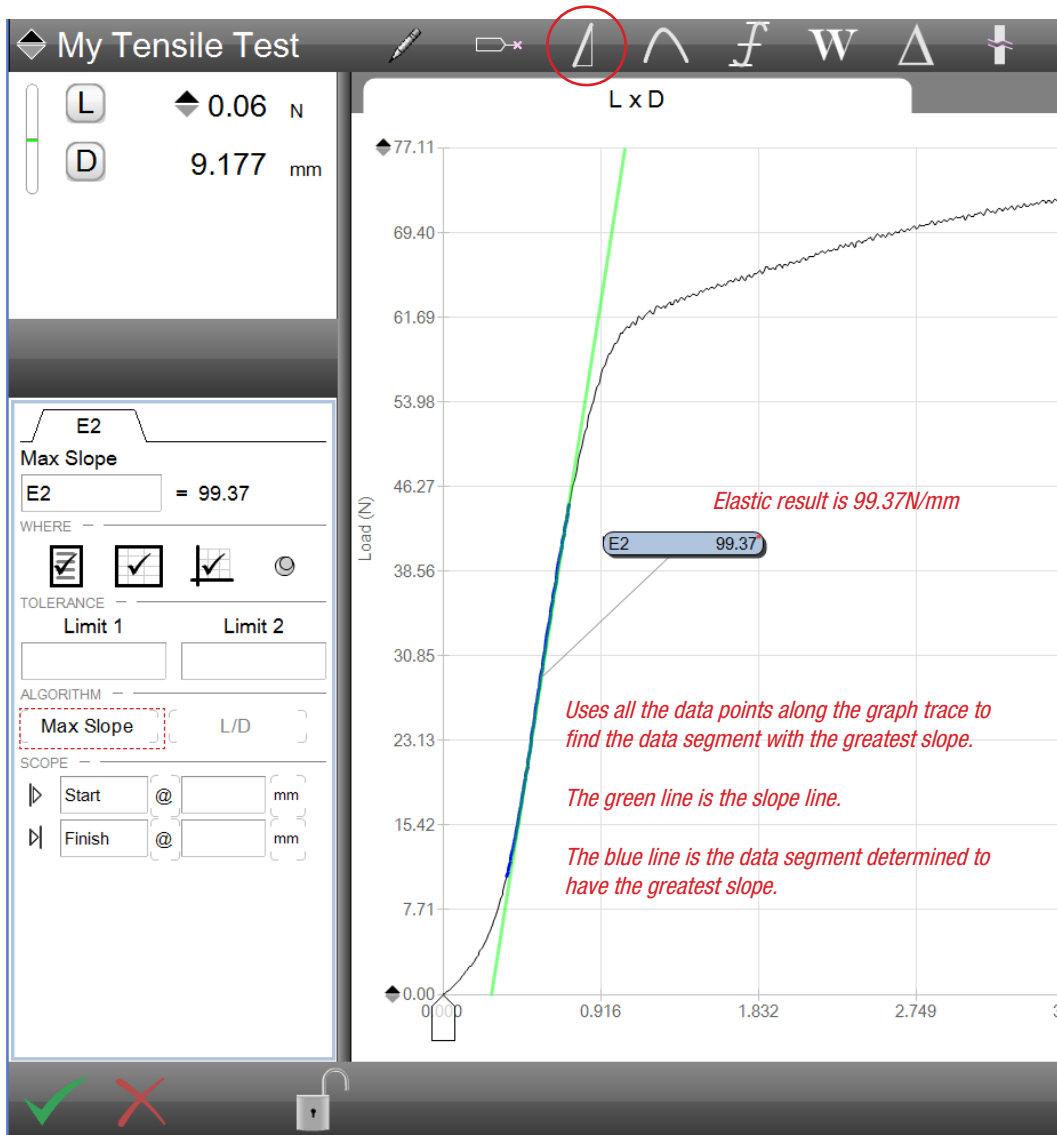 My Tensile Test
W
L 0.06 N
D 9.177 mm
E2
Max Slope
E2 = 99.37
WHERE
TOLERANCE
Limit 1 Limit 2
ALGORITHM
Max Slope L/D
SCOPE
Start @ mm
Finish @ mm
L x D
77.11
69.40
61.69
53.98
46.27
38.56
30.85
23.13
15.42
7.71
0.00
Load (N)
0.000 0.916 1.832 2.749 3
Elastic result is 99.37N/mm
E2 99.37*
Uses all the data points along the graph trace to
find the data segment with the greatest slope.
The green line is the slope line.
The blue line is the data segment determined to
have the greatest slope.